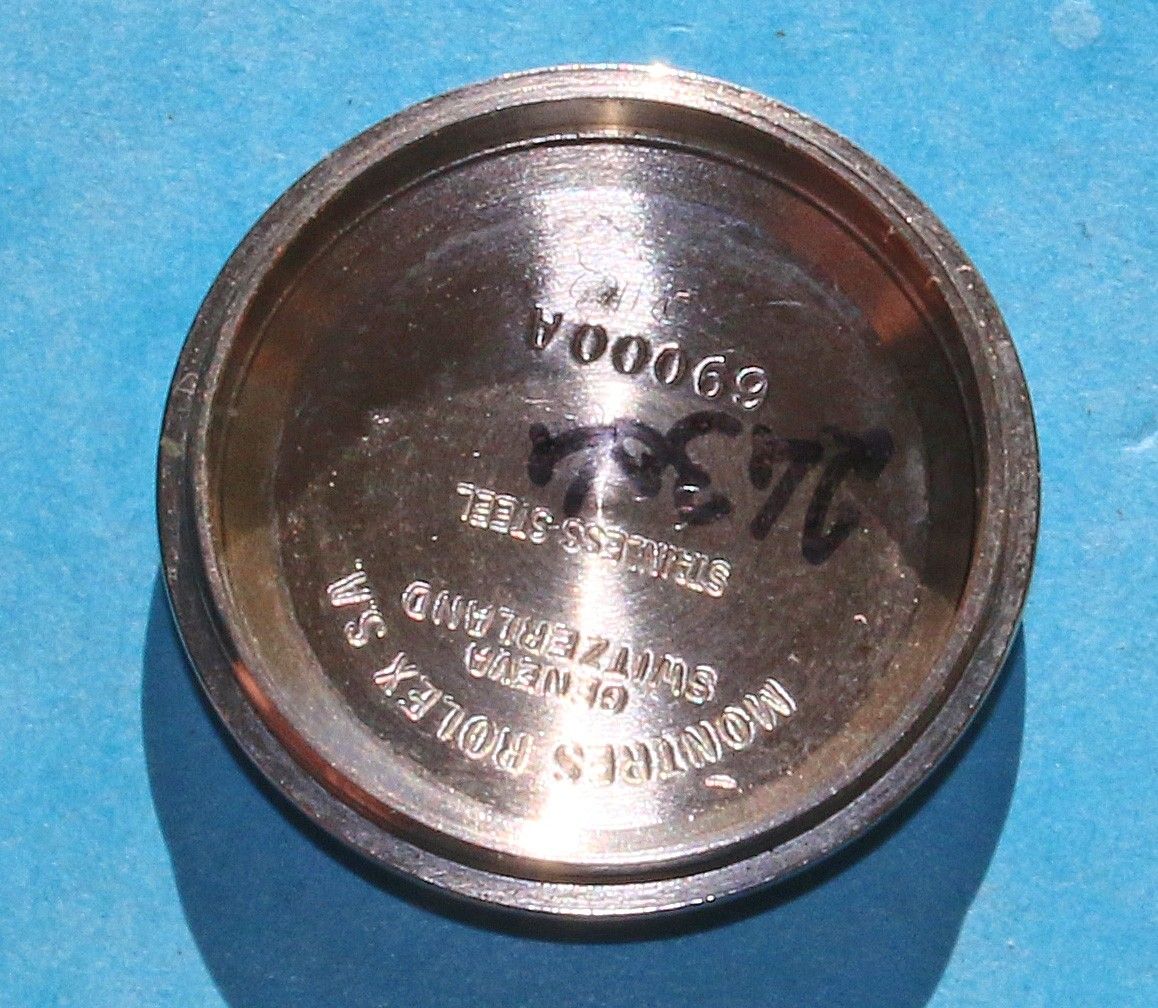 MONTRES ROLEX S.A.
GENEVA
SWITZERLAND
STAINLESS-STEEL
69000A